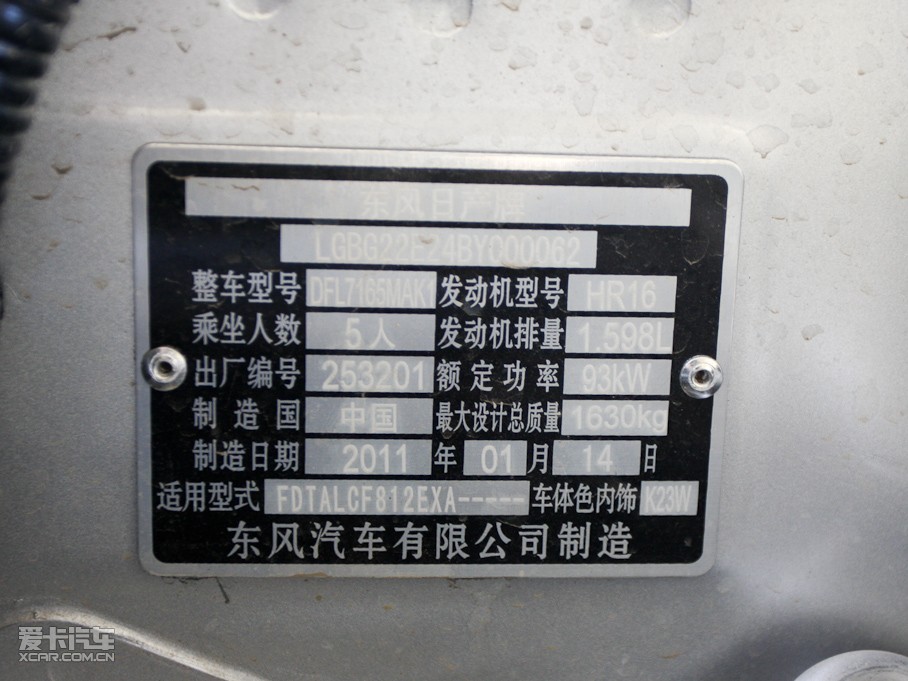 东风日产牌
LGBG22E24BY000062
整车型号 DFL7165MAK1 发动机型号 HR16
乘坐人数 5人 发动机排量 1.598L
出厂编号 253201 额定功率 93kW
制造国 中国 最大设计总质量 1630kg
制造日期 2011 年 01 月 14 日
适用型式 FDTALCF812EXA----- 车体色内饰 K23W
东风汽车有限公司制造
爱卡汽车
XCAR.COM.CN